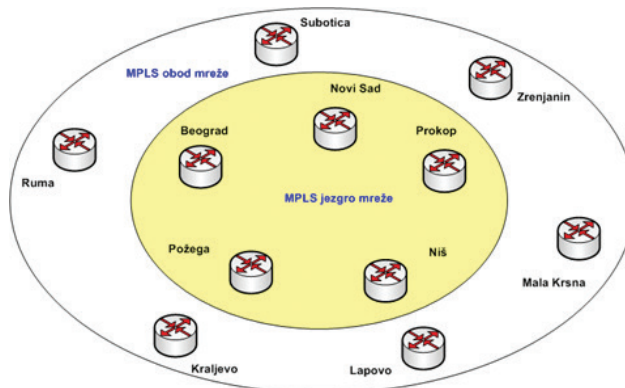 Subotica
MPLS obod mreže
Zrenjanin
Novi Sad
Beograd
Prokop
Ruma
MPLS jezgro mreže
Požega
Niš
Mala Krsna
Kraljevo
Lapovo